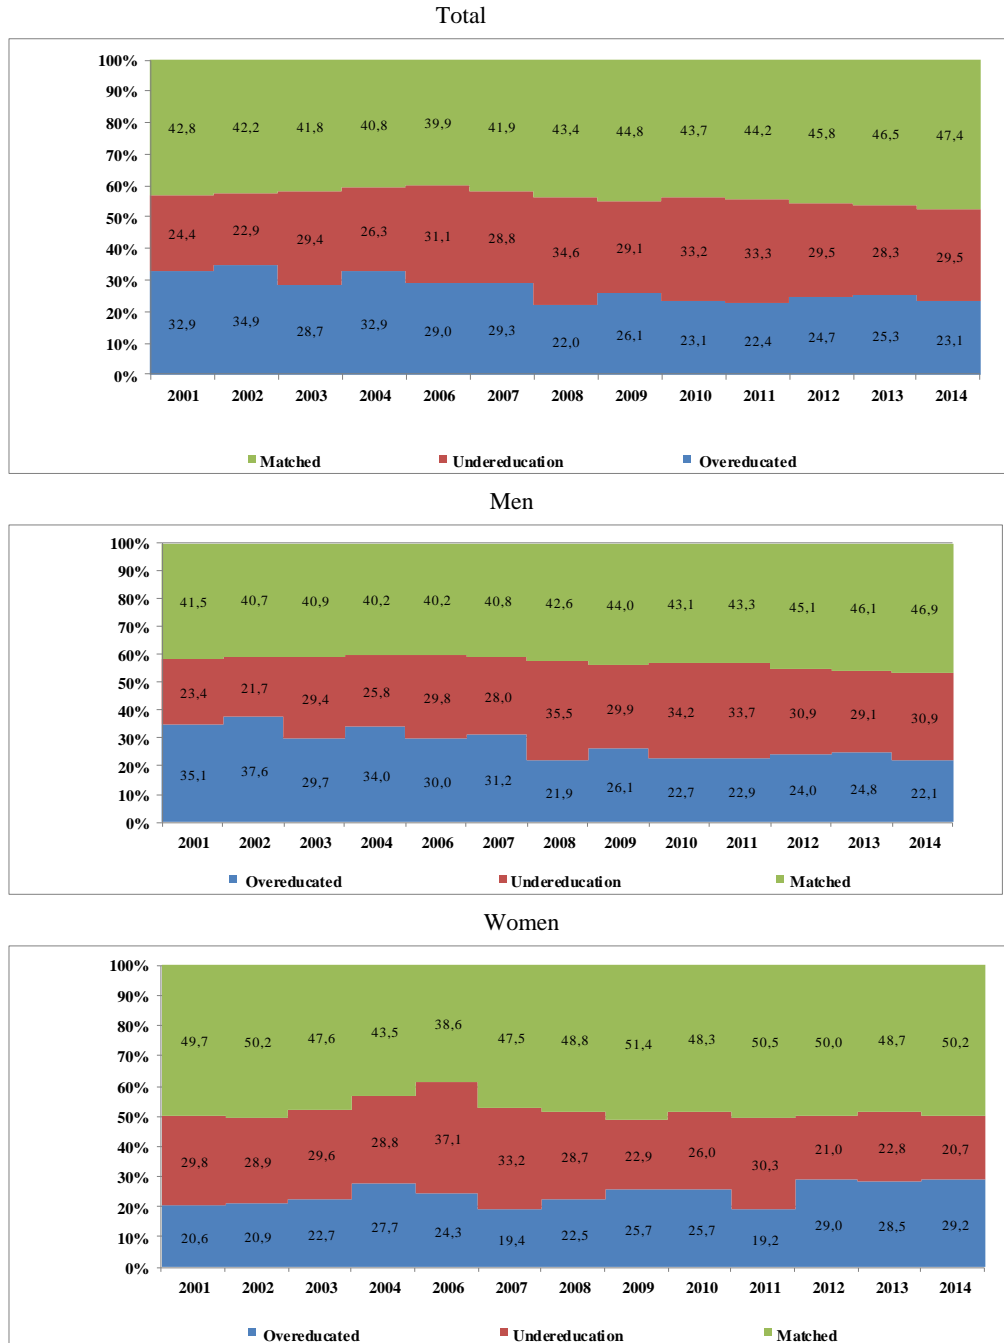 Total
100%
90%
80%
70%
60%
50%
40%
30%
20%
10%
0%
42,8 42,2 41,8 40,8 39,9 41,9 43,4 44,8 43,7 44,2 45,8 46,5 47,4
24,4 22,9 29,4 26,3 31,1 28,8 34,6 29,1 33,2 33,3 29,5 28,3 29,5
32,9 34,9 28,7 32,9 29,0 29,3 22,0 26,1 23,1 22,4 24,7 25,3 23,1
2001 2002 2003 2004 2006 2007 2008 2009 2010 2011 2012 2013 2014
Matched Undereducation Overeducated
Men
100%
90%
80%
70%
60%
50%
40%
30%
20%
10%
0%
41,5 40,7 40,9 40,2 40,2 40,8 42,6 44,0 43,1 43,3 45,1 46,1 46,9
23,4 21,7 29,4 25,8 29,8 28,0 35,5 29,9 34,2 33,7 30,9 29,1 30,9
35,1 37,6 29,7 34,0 30,0 31,2 21,9 26,1 22,7 22,9 24,0 24,8 22,1
2001 2002 2003 2004 2006 2007 2008 2009 2010 2011 2012 2013 2014
Overeducated Undereducation Matched
Women
100%
90%
80%
70%
60%
50%
40%
30%
20%
10%
0%
49,7 50,2 47,6 43,5 38,6 47,5 48,8 51,4 48,3 50,5 50,0 48,7 50,2
29,8 28,9 29,6 28,8 37,1 33,2 28,7 22,9 26,0 30,3 21,0 22,8 20,7
20,6 20,9 22,7 27,7 24,3 19,4 22,5 25,7 25,7 19,2 29,0 28,5 29,2
2001 2002 2003 2004 2006 2007 2008 2009 2010 2011 2012 2013 2014
Overeducated Undereducation Matched